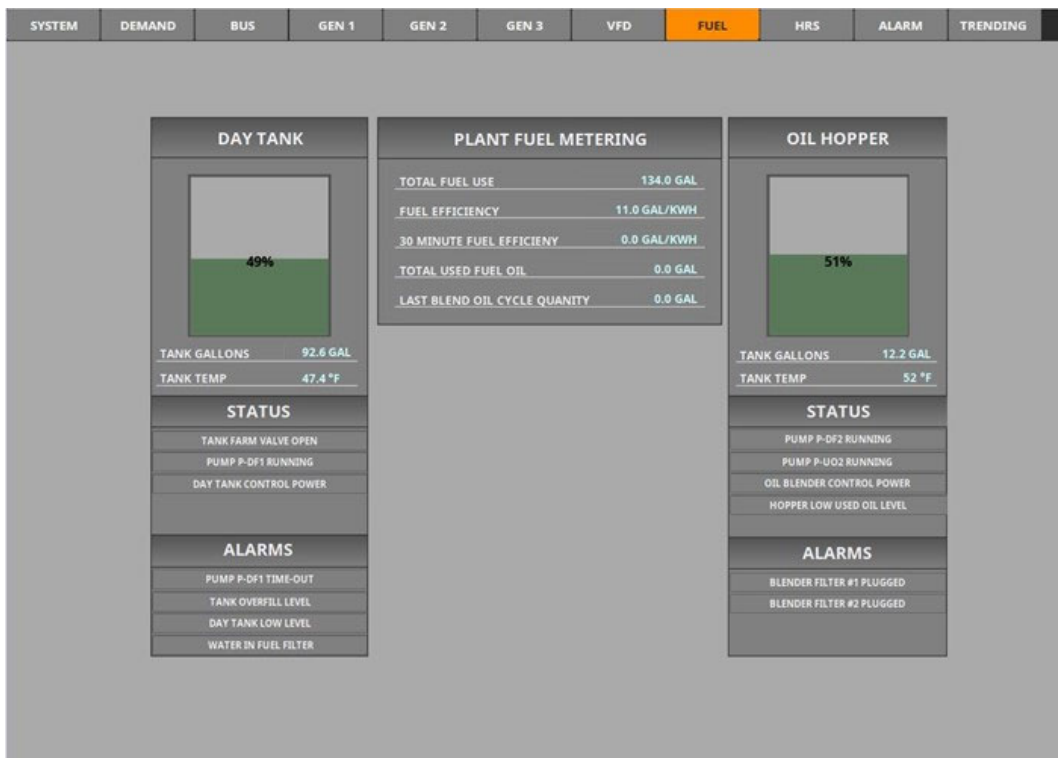 SYSTEM DEMAND BUS GEN 1 GEN 2 GEN 3 VFD FUEL HRS ALARM TRENDING
DAY TANK
49%
TANK GALLONS 92.6 GAL
TANK TEMP 47.4 °F
STATUS
TANK FARM VALVE OPEN
PUMP P-DF1 RUNNING
DAY TANK CONTROL POWER
ALARMS
PUMP P-DF1 TIME-OUT
TANK OVERFILL LEVEL
DAY TANK LOW LEVEL
WATER IN FUEL FILTER
PLANT FUEL METERING
TOTAL FUEL USE 134.0 GAL
FUEL EFFICIENCY 11.0 GAL/KWH
30 MINUTE FUEL EFFICIENY 0.0 GAL/KWH
TOTAL USED FUEL OIL 0.0 GAL
LAST BLEND OIL CYCLE QUANITY 0.0 GAL
OIL HOPPER
51%
TANK GALLONS 12.2 GAL
TANK TEMP 52 °F
STATUS
PUMP P-DF2 RUNNING
PUMP P-UO2 RUNNING
OIL BLENDER CONTROL POWER
HOPPER LOW USED OIL LEVEL
ALARMS
BLENDER FILTER #1 PLUGGED
BLENDER FILTER #2 PLUGGED